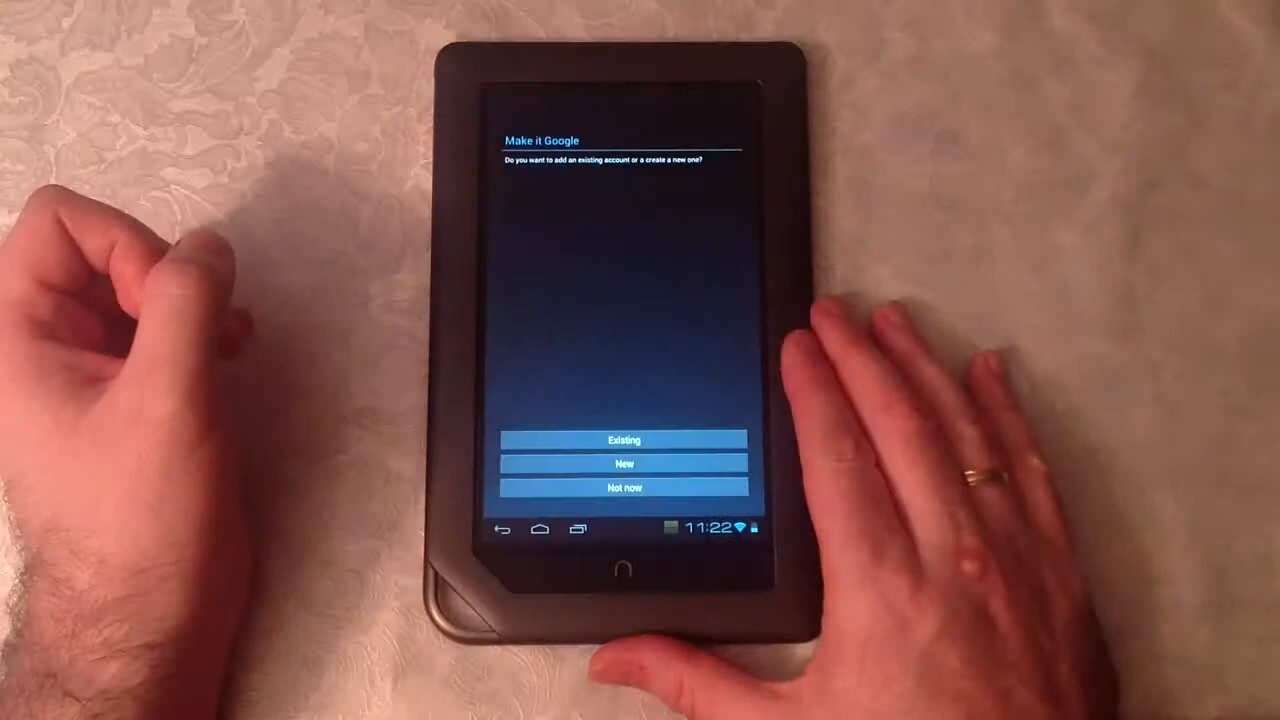 Make it Google
Do you want to add an existing account or a create a new one?
Existing
New
Not now
11:22